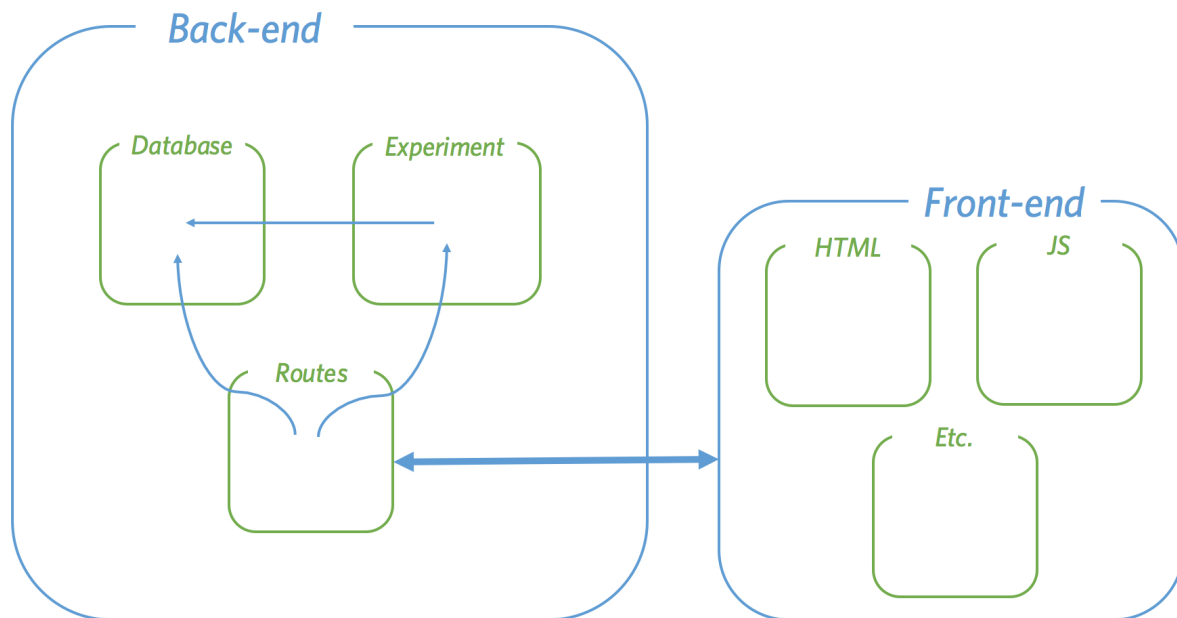 Back-end
Database
Experiment
Routes
Front-end
HTML
JS
Etc.